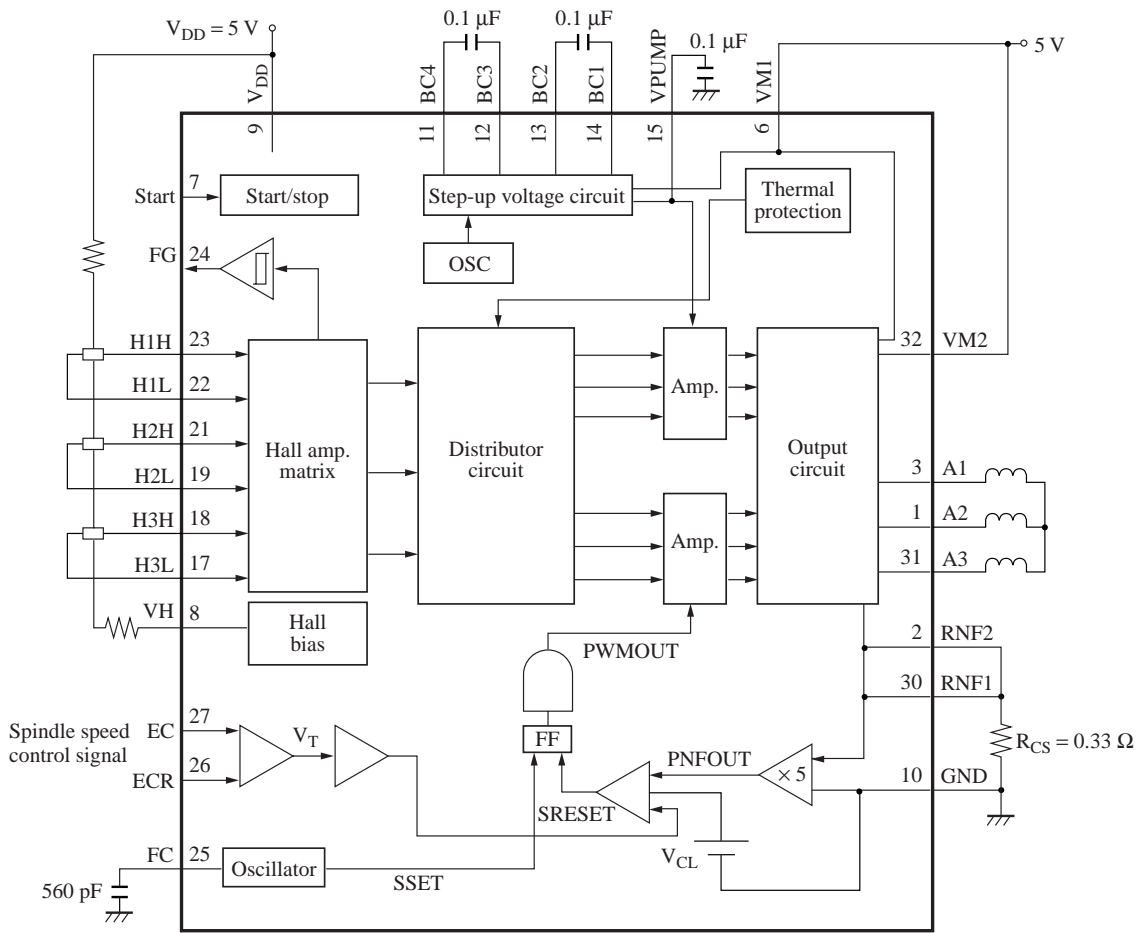 0.1 μF
0.1 μF
V_DD = 5 V
0.1 μF
5 V
V_DD
BC4
BC3
BC2
BC1
VPUMP
VM1
9
11
12
13
14
15
6
Start
7
Start/stop
Step-up voltage circuit
Thermal
protection
FG
24
OSC
H1H
23
32
VM2
H1L
22
Amp.
H2H
21
Hall amp.
matrix
Distributor
circuit
Output
circuit
H2L
19
3
A1
H3H
18
1
A2
Amp.
H3L
17
31
A3
VH
8
Hall
bias
2
RNF2
PWMOUT
30
RNF1
Spindle speed
control signal
EC
27
V_T
FF
R_CS = 0.33 Ω
ECR
26
PNFOUT
× 5
10
GND
SRESET
FC
25
Oscillator
V_CL
SSET
560 pF